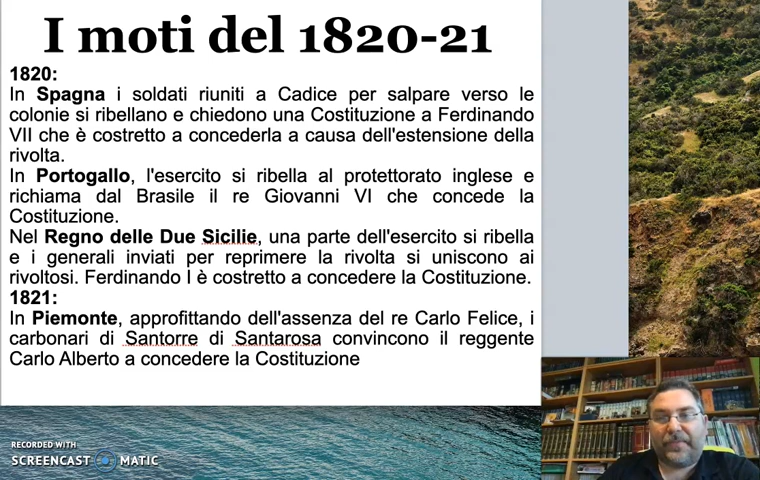 I moti del 1820-21
1820:
In Spagna i soldati riuniti a Cadice per salpare verso le
colonie si ribellano e chiedono una Costituzione a Ferdinando
VII che è costretto a concederla a causa dell'estensione della
rivolta.
In Portogallo, l'esercito si ribella al protettorato inglese e
richiama dal Brasile il re Giovanni VI che concede la
Costituzione.
Nel Regno delle Due Sicilie, una parte dell'esercito si ribella
e i generali inviati per reprimere la rivolta si uniscono ai
rivoltosi. Ferdinando I è costretto a concedere la Costituzione.
1821:
In Piemonte, approfittando dell'assenza del re Carlo Felice, i
carbonari di Santorre di Santarosa convincono il reggente
Carlo Alberto a concedere la Costituzione
RECORDED WITH
SCREENCAST MATIC